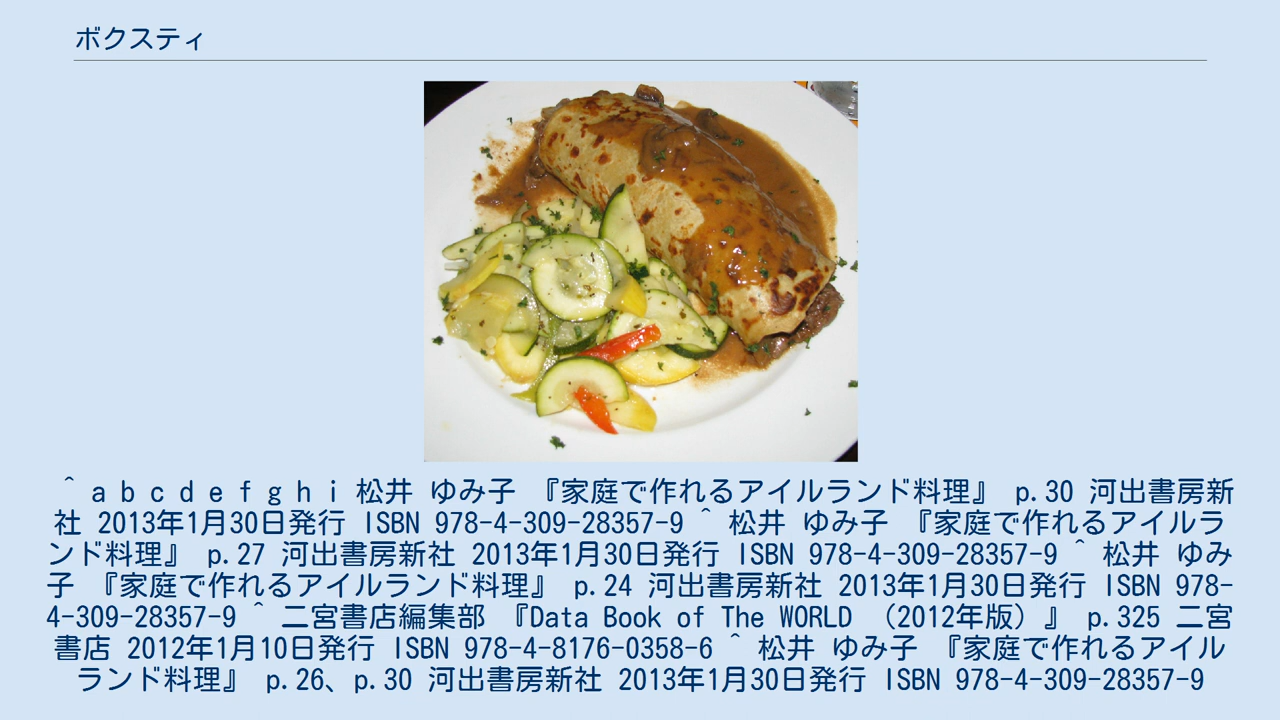 ボクスティ
^ a b c d e f g h i 松井 ゆみ子 『家庭で作れるアイルランド料理』 p.30 河出書房新
社 2013年1月30日発行 ISBN 978-4-309-28357-9 ^ 松井 ゆみ子 『家庭で作れるアイルラ
ンド料理』 p.27 河出書房新社 2013年1月30日発行 ISBN 978-4-309-28357-9 ^ 松井 ゆみ
子 『家庭で作れるアイルランド料理』 p.24 河出書房新社 2013年1月30日発行 ISBN 978-
4-309-28357-9 ^ 二宮書店編集部 『Data Book of The WORLD （2012年版）』 p.325 二宮
書店 2012年1月10日発行 ISBN 978-4-8176-0358-6 ^ 松井 ゆみ子 『家庭で作れるアイル
ランド料理』 p.26、p.30 河出書房新社 2013年1月30日発行 ISBN 978-4-309-28357-9